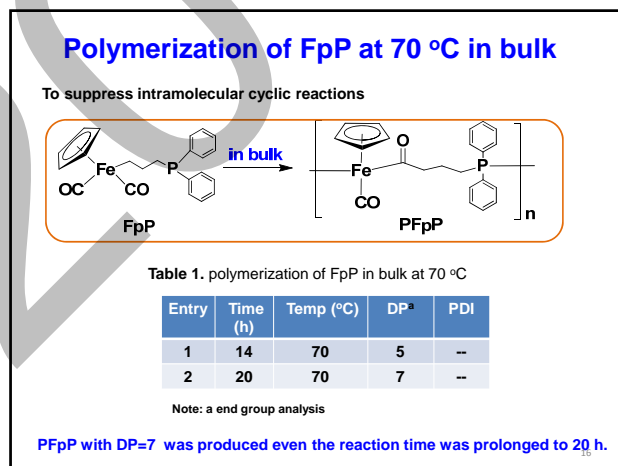 Polymerization of FpP at 70 ºC in bulk
To suppress intramolecular cyclic reactions
Fe
OC
CO
P
FpP
in bulk
O
Fe
P
CO
n
PFpP
Table 1. polymerization of FpP in bulk at 70 ºC
Entry Time (h) Temp (ºC) DPª PDI
1 14 70 5 --
2 20 70 7 --
Note: a end group analysis
PFpP with DP=7 was produced even the reaction time was prolonged to 20 h.
16